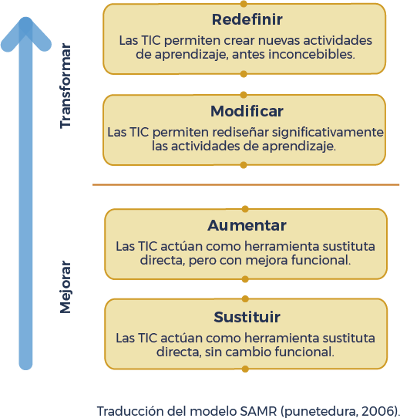 Transformar
Redefinir
Las TIC permiten crear nuevas actividades
de aprendizaje, antes inconcebibles.
Modificar
Las TIC permiten rediseñar significativamente
las actividades de aprendizaje.
Mejorar
Aumentar
Las TIC actúan como herramienta sustituta
directa, pero con mejora funcional.
Sustituir
Las TIC actúan como herramienta sustituta
directa, sin cambio funcional.
Traducción del modelo SAMR (punetedura, 2006).